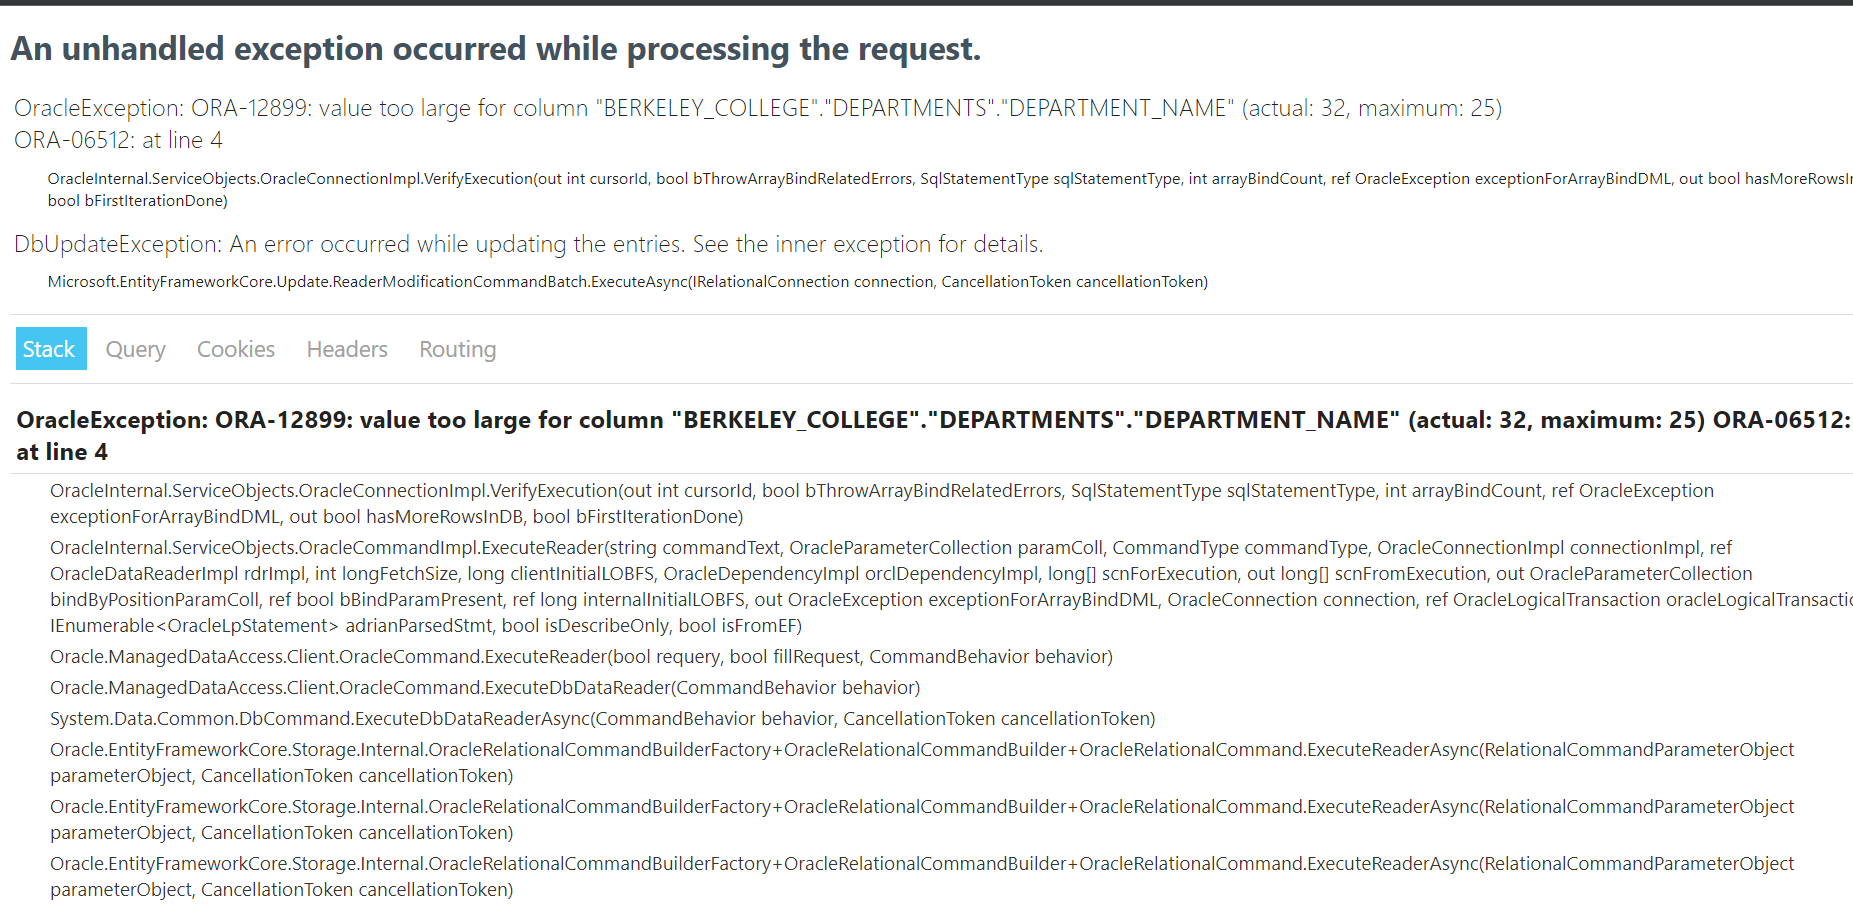 An unhandled exception occurred while processing the request.
OracleException: ORA-12899: value too large for column "BERKELEY_COLLEGE"."DEPARTMENTS"."DEPARTMENT_NAME" (actual: 32, maximum: 25)
ORA-06512: at line 4
OracleInternal.ServiceObjects.OracleConnectionImpl.VerifyExecution(out int cursorId, bool bThrowArrayBindRelatedErrors, SqlStatementType sqlStatementType, int arrayBindCount, ref OracleException exceptionForArrayBindDML, out bool hasMoreRowsIn
bool bFirstIterationDone)
DbUpdateException: An error occurred while updating the entries. See the inner exception for details.
Microsoft.EntityFrameworkCore.Update.ReaderModificationCommandBatch.ExecuteAsync(IRelationalConnection connection, CancellationToken cancellationToken)
Stack Query Cookies Headers Routing
OracleException: ORA-12899: value too large for column "BERKELEY_COLLEGE"."DEPARTMENTS"."DEPARTMENT_NAME" (actual: 32, maximum: 25) ORA-06512:
at line 4
OracleInternal.ServiceObjects.OracleConnectionImpl.VerifyExecution(out int cursorId, bool bThrowArrayBindRelatedErrors, SqlStatementType sqlStatementType, int arrayBindCount, ref OracleException
exceptionForArrayBindDML, out bool hasMoreRowsInDB, bool bFirstIterationDone)
OracleInternal.ServiceObjects.OracleCommandImpl.ExecuteReader(string commandText, OracleParameterCollection paramColl, CommandType commandType, OracleConnectionImpl connectionImpl, ref
OracleDataReaderImpl rdrImpl, int longFetchSize, long clientInitialLOBFS, OracleDependencyImpl orclDependencyImpl, long[] scnForExecution, out long[] scnFromExecution, out OracleParameterCollection
bindByPositionParamColl, ref bool bBindParamPresent, ref long internalInitialLOBFS, out OracleException exceptionForArrayBindDML, OracleConnection connection, ref OracleLogicalTransaction oracleLogicalTransactic
IEnumerable<OracleLpStatement> adrianParsedStmt, bool isDescribeOnly, bool isFromEF)
Oracle.ManagedDataAccess.Client.OracleCommand.ExecuteReader(bool requery, bool fillRequest, CommandBehavior behavior)
Oracle.ManagedDataAccess.Client.OracleCommand.ExecuteDbDataReader(CommandBehavior behavior)
System.Data.Common.DbCommand.ExecuteDbDataReaderAsync(CommandBehavior behavior, CancellationToken cancellationToken)
Oracle.EntityFrameworkCore.Storage.Internal.OracleRelationalCommandBuilderFactory+OracleRelationalCommandBuilder+OracleRelationalCommand.ExecuteReaderAsync(RelationalCommandParameterObject
parameterObject, CancellationToken cancellationToken)
Oracle.EntityFrameworkCore.Storage.Internal.OracleRelationalCommandBuilderFactory+OracleRelationalCommandBuilder+OracleRelationalCommand.ExecuteReaderAsync(RelationalCommandParameterObject
parameterObject, CancellationToken cancellationToken)
Oracle.EntityFrameworkCore.Storage.Internal.OracleRelationalCommandBuilderFactory+OracleRelationalCommandBuilder+OracleRelationalCommand.ExecuteReaderAsync(RelationalCommandParameterObject
parameterObject, CancellationToken cancellationToken)